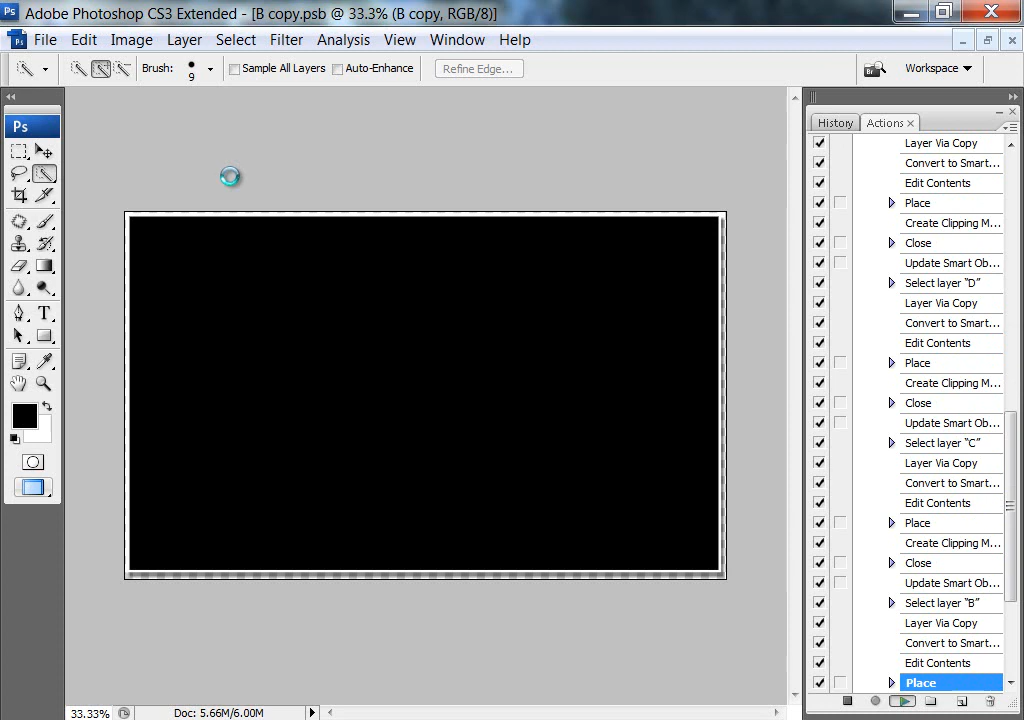 Ps Adobe Photoshop CS3 Extended - [B copy.psb @ 33.3% (B copy, RGB/8)]
Ps File Edit Image Layer Select Filter Analysis View Window Help
Brush: 9 Sample All Layers Auto-Enhance Refine Edge... Br Workspace
Ps
T
History Actions
Layer Via Copy
Convert to Smart...
Edit Contents
Place
Create Clipping M...
Close
Update Smart Ob...
Select layer "D"
Layer Via Copy
Convert to Smart...
Edit Contents
Place
Create Clipping M...
Close
Update Smart Ob...
Select layer "C"
Layer Via Copy
Convert to Smart...
Edit Contents
Place
Create Clipping M...
Close
Update Smart Ob...
Select layer "B"
Layer Via Copy
Convert to Smart...
Edit Contents
Place
33.33% Doc: 5.66M/6.00M